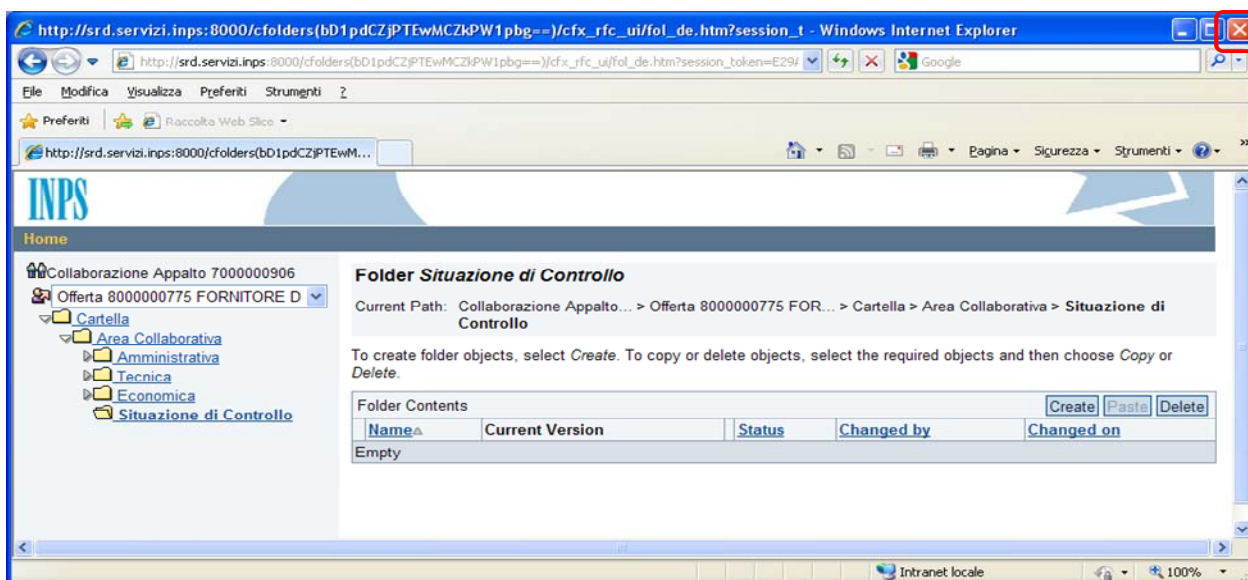 http://srd.servizi.inps:8000/cfolders(bD1pdCZjPTEwMCZkPW1pbg==)/cfx_rfc_ui/fol_de.htm?session_t - Windows Internet Explorer
http://srd.servizi.inps:8000/cfolders(bD1pdCZjPTEwMCZkPW1pbg==)/cfx_rfc_ui/fol_de.htm?session_token=E29A
Google
File Modifica Visualizza Preferiti Strumenti ?
Preferiti Raccolta Web Slice
http://srd.servizi.inps:8000/cfolders(bD1pdCZjPTEwM...
Pagina Sicurezza Strumenti
INPS
Home
Collaborazione Appalto 7000000906
Offerta 8000000775 FORNITORE D
Cartella
Area Collaborativa
Amministrativa
Tecnica
Economica
Situazione di Controllo
Folder Situazione di Controllo
Current Path: Collaborazione Appalto... > Offerta 8000000775 FOR... > Cartella > Area Collaborativa > Situazione di
Controllo
To create folder objects, select Create. To copy or delete objects, select the required objects and then choose Copy or
Delete.
Folder Contents Create Paste Delete
Name Current Version Status Changed by Changed on
Empty
Intranet locale 100%